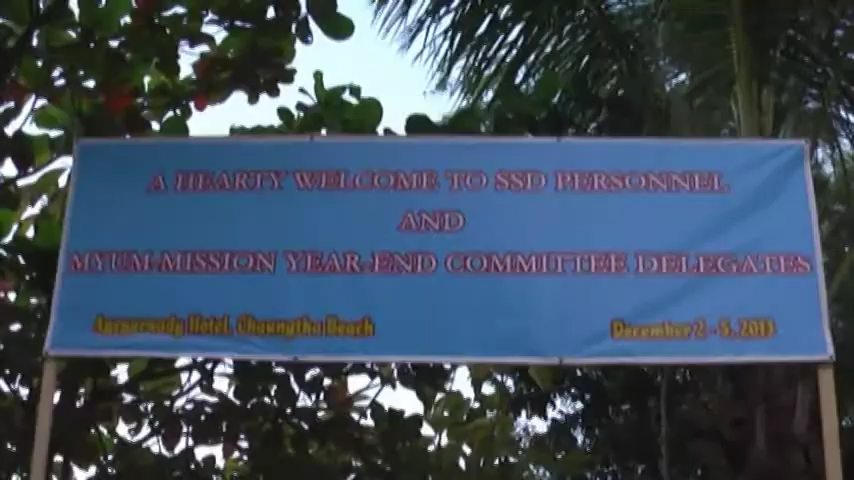 A HEARTY WELCOME TO SSD PERSONNEL
AND
MYUM-MISSION YEAR-END COMMITTEE DELEGATES
Hotel, Chaungtha Beach
December 2 - 5, 2013